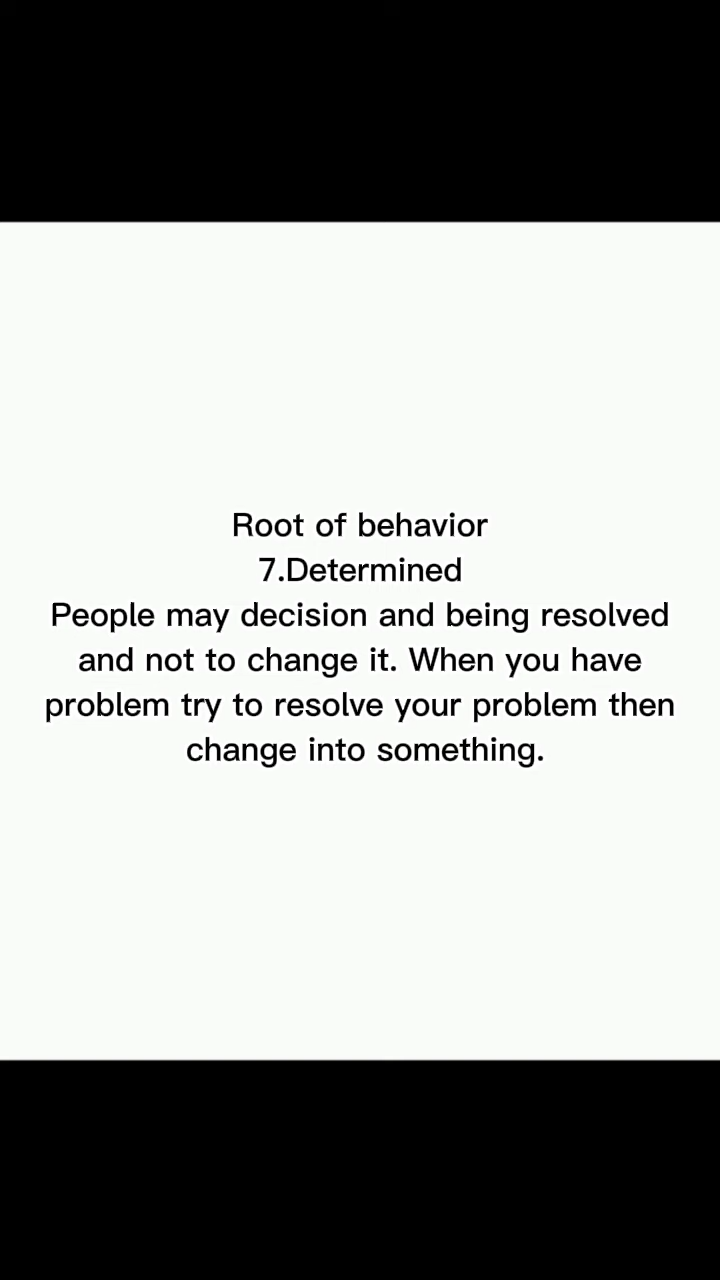 Root of behavior
7.Determined
People may decision and being resolved
and not to change it. When you have
problem try to resolve your problem then
change into something.